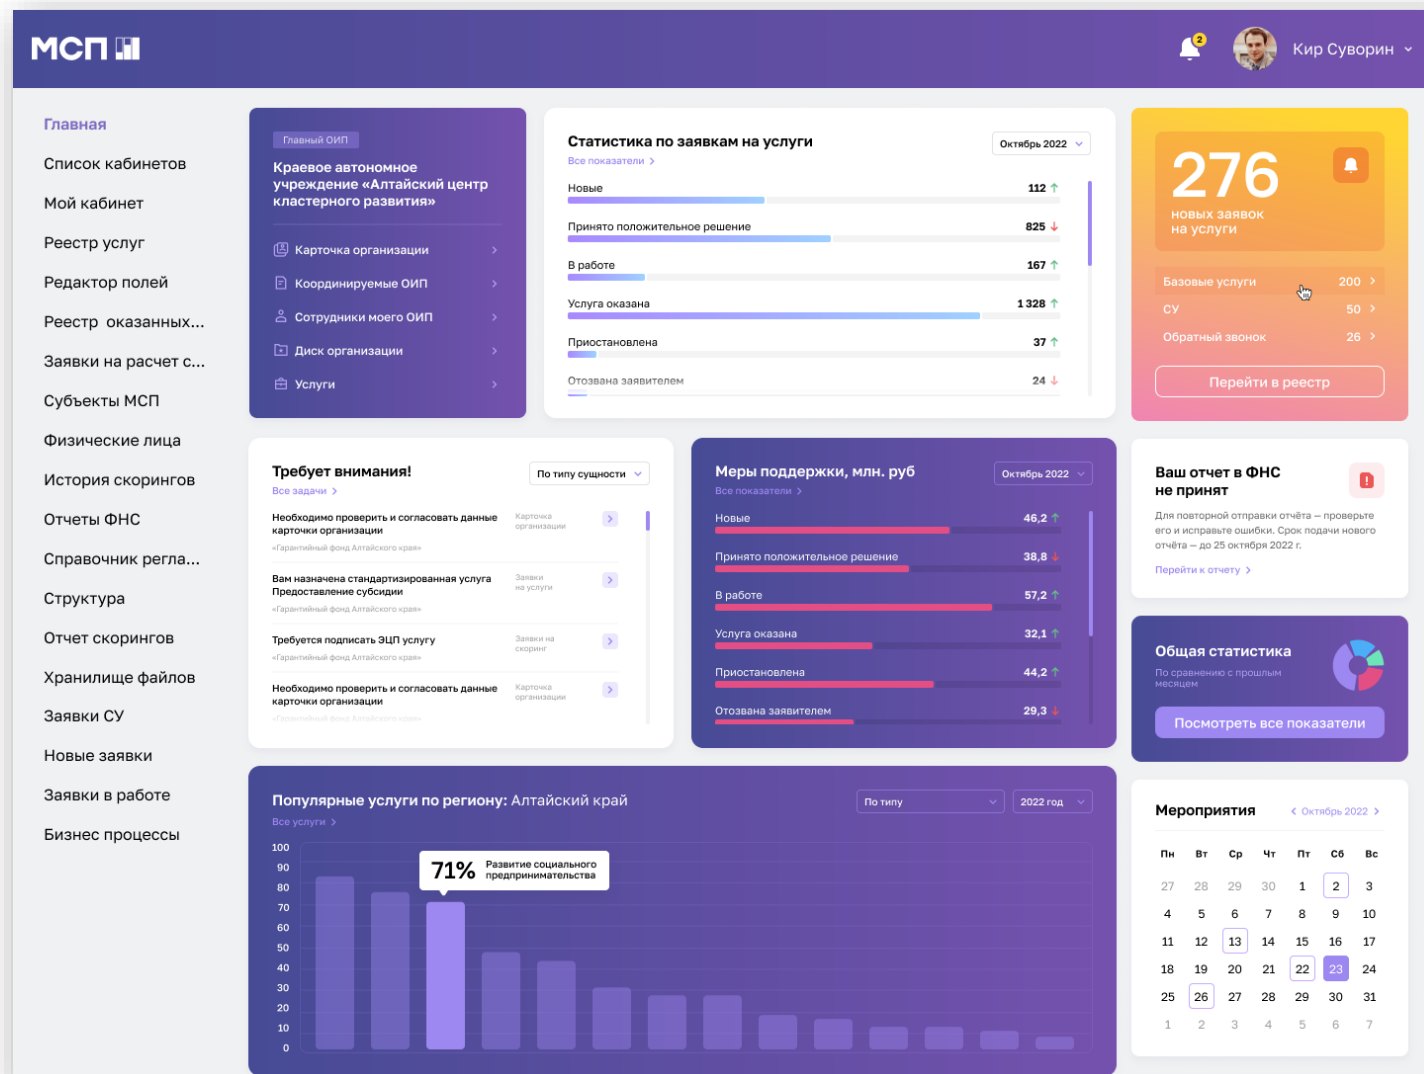 МСП
2
Кир Суворин
Главная
Список кабинетов
Мой кабинет
Реестр услуг
Редактор полей
Реестр оказанных...
Заявки на расчет с...
Субъекты МСП
Физические лица
История скорингов
Отчеты ФНС
Справочник регла...
Структура
Отчет скорингов
Хранилище файлов
Заявки СУ
Новые заявки
Заявки в работе
Бизнес процессы
Главный ОИП
Краевое автономное
учреждение «Алтайский центр
кластерного развития»
Карточка организации
Координируемые ОИП
Сотрудники моего ОИП
Диск организации
Услуги
Статистика по заявкам на услуги
Октябрь 2022
Все показатели
Новые 112
Принято положительное решение 825
В работе 167
Услуга оказана 1 328
Приостановлена 37
Отозвана заявителем 24
276
новых заявок
на услуги
Базовые услуги 200
СУ 50
Обратный звонок 26
Перейти в реестр
Требует внимания!
По типу сущности
Все задачи
Необходимо проверить и согласовать данные
карточки организации
«Гарантийный фонд Алтайского края»
Карточка
организации
Вам назначена стандартизированная услуга
Предоставление субсидии
«Гарантийный фонд Алтайского края»
Заявки
на услуги
Требуется подписать ЭЦП услугу
«Гарантийный фонд Алтайского края»
Заявки на
скоринг
Необходимо проверить и согласовать данные
карточки организации
«Гарантийный фонд Алтайского края»
Карточка
организации
Меры поддержки, млн. руб
Октябрь 2022
Все показатели
Новые 46,2
Принято положительное решение 38,8
В работе 57,2
Услуга оказана 32,1
Приостановлена 44,2
Отозвана заявителем 29,3
Ваш отчет в ФНС
не принят
Для повторной отправки отчёта — проверьте
его и исправьте ошибки. Срок подачи нового
отчёта — до 25 октября 2022 г.
Перейти к отчету
Общая статистика
По сравнению с прошлым
месяцем
Посмотреть все показатели
Популярные услуги по региону: Алтайский край
По типу
2022 год
Все услуги
100
90
80
70
60
50
40
30
20
10
0
71%
Развитие социального
предпринимательства
Мероприятия
Октябрь 2022
Пн Вт Ср Чт Пт Сб Вс
27 28 29 30 1 2 3
4 5 6 7 8 9 10
11 12 13 14 15 16 17
18 19 20 21 22 23 24
25 26 27 28 29 30 31
1 2 3 4 5 6 7